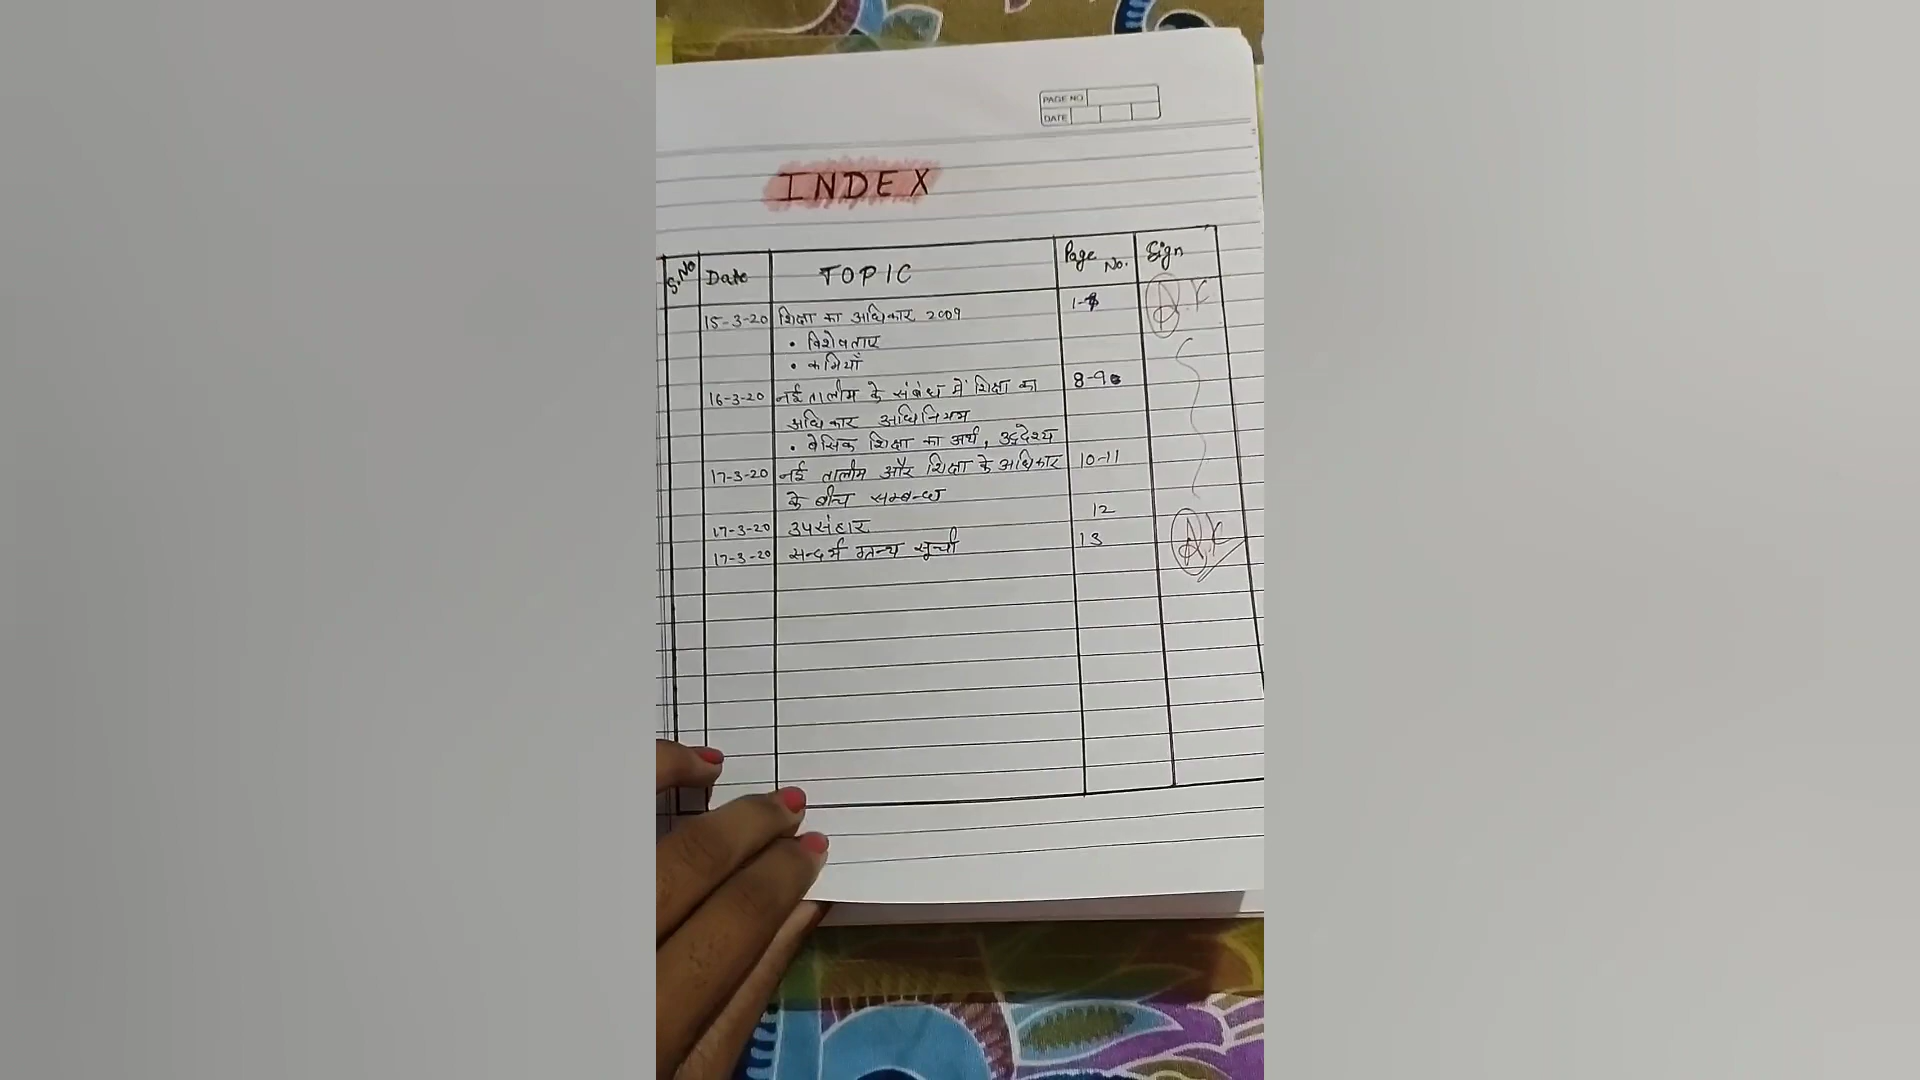 PAGE NO
DATE
INDEX
S.No Date TOPIC Page No. Sign
15-3-20 शिक्षा का अधिकार 2009 1-8
• विशेषताए
• कमियाँ
16-3-20 नई तालीम के संबंध में शिक्षा का 8-9
अधिकार अधिनियम
• बेसिक शिक्षा का अर्थ, उद्देश्य
17-3-20 नई तालीम और शिक्षा के अधिकार 10-11
के बीच सम्बन्ध
17-3-20 उपसंहार 12
17-3-20 सन्दर्भ ग्रन्थ सूची 13